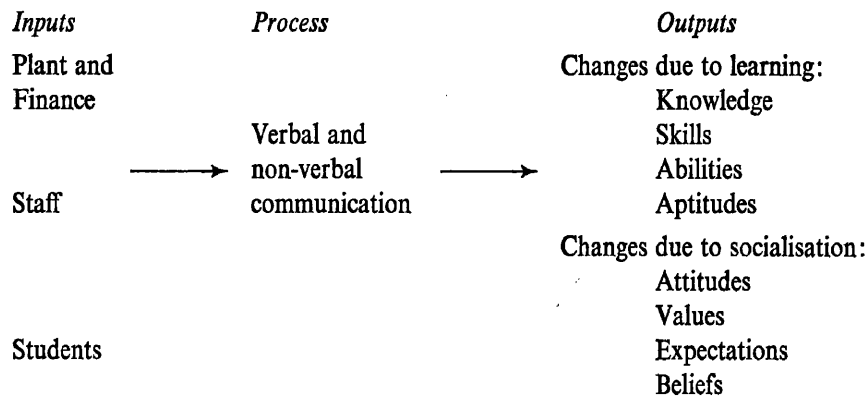 Inputs Process Outputs
Plant and Changes due to learning:
Finance Knowledge
Verbal and Skills
non-verbal Abilities
Staff communication Aptitudes
Changes due to socialisation:
Attitudes
Values
Students Expectations
Beliefs